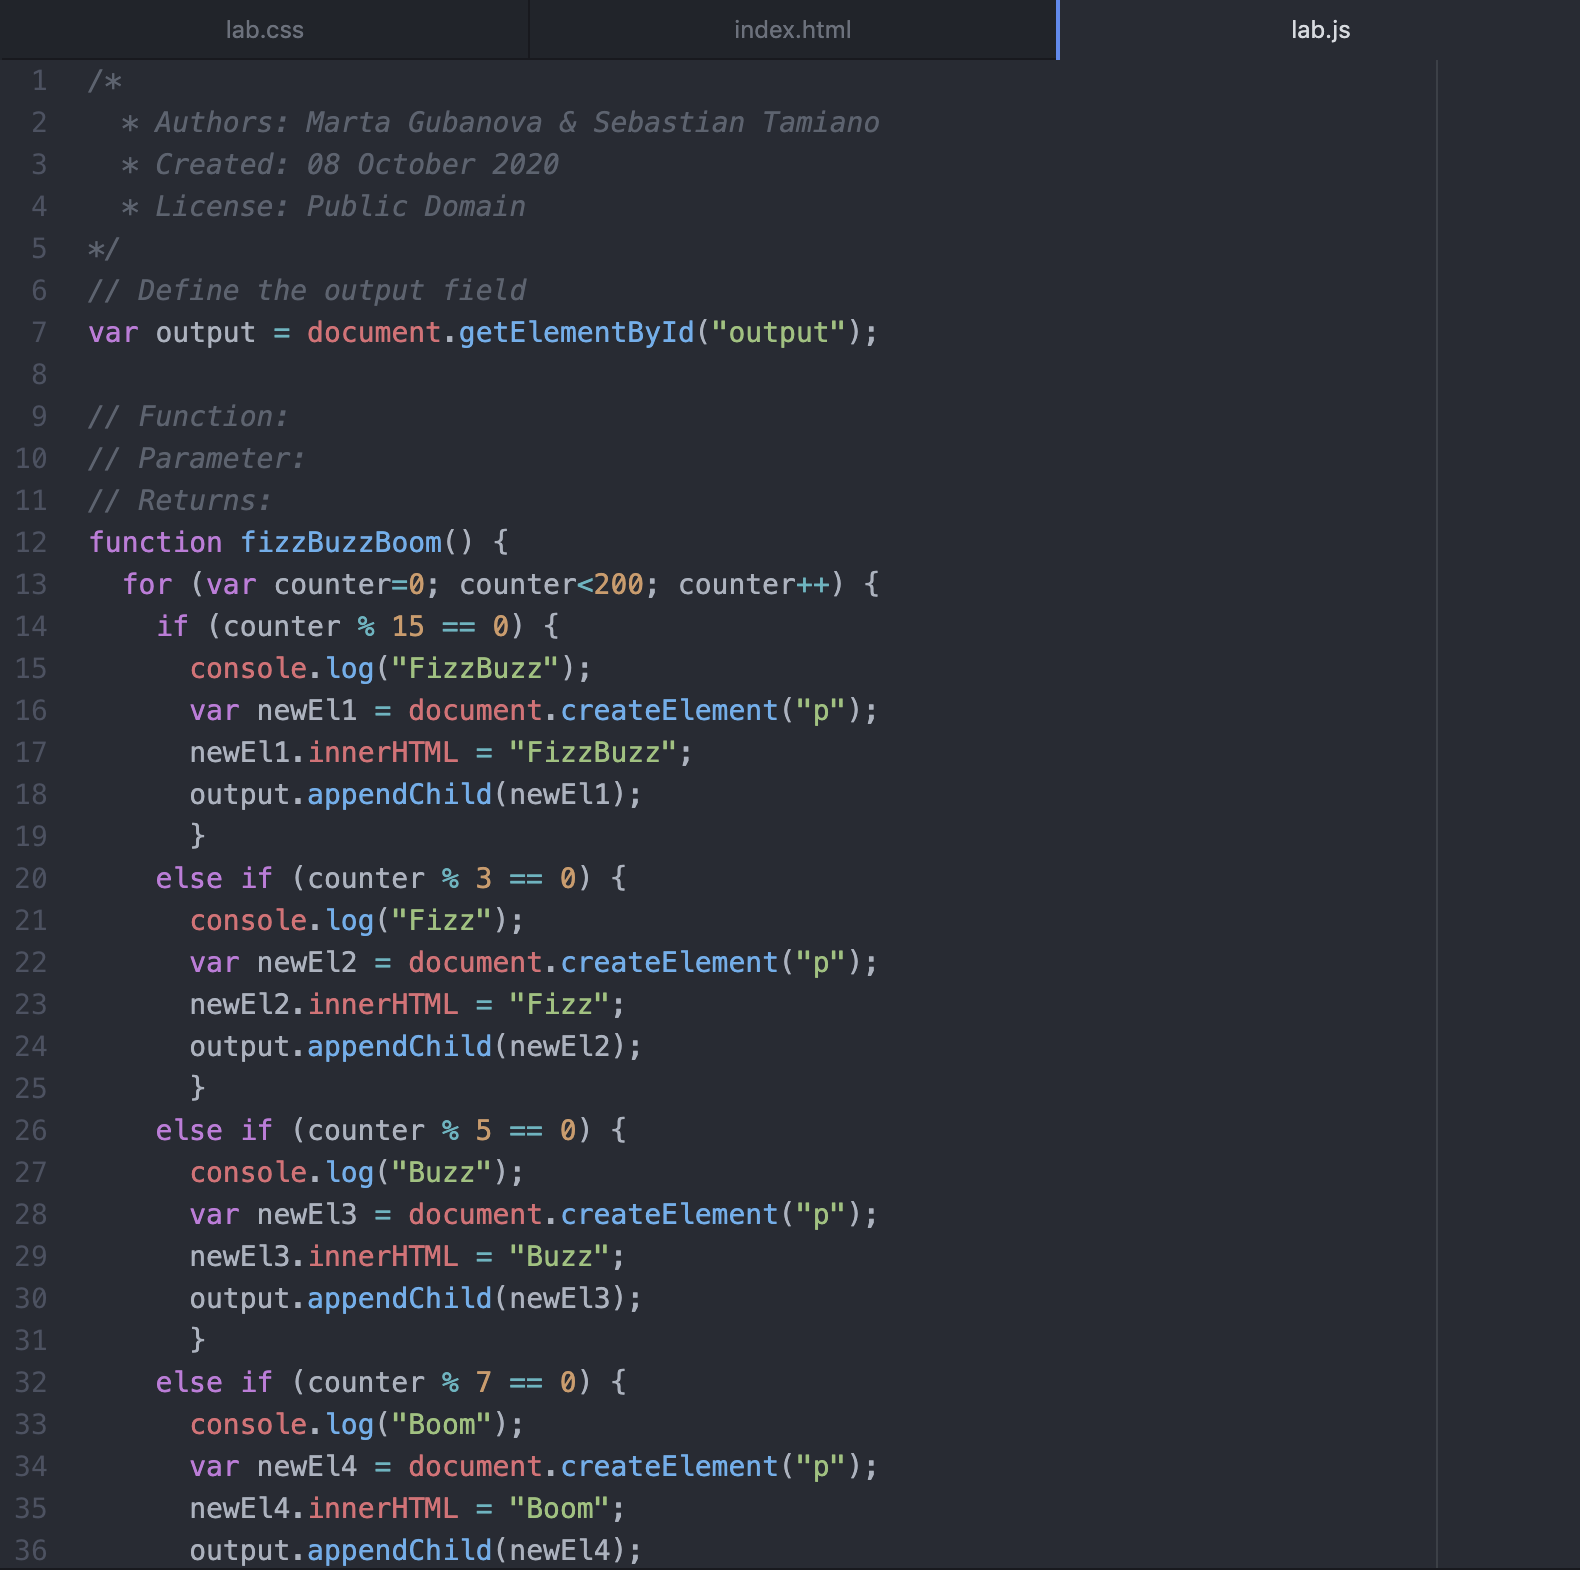 lab.css index.html lab.js
1 /*
2 * Authors: Marta Gubanova & Sebastian Tamiano
3 * Created: 08 October 2020
4 * License: Public Domain
5 */
6 // Define the output field
7 var output = document.getElementById("output");
8
9 // Function:
10 // Parameter:
11 // Returns:
12 function fizzBuzzBoom() {
13 for (var counter=0; counter<200; counter++) {
14 if (counter % 15 == 0) {
15 console.log("FizzBuzz");
16 var newEl1 = document.createElement("p");
17 newEl1.innerHTML = "FizzBuzz";
18 output.appendChild(newEl1);
19 }
20 else if (counter % 3 == 0) {
21 console.log("Fizz");
22 var newEl2 = document.createElement("p");
23 newEl2.innerHTML = "Fizz";
24 output.appendChild(newEl2);
25 }
26 else if (counter % 5 == 0) {
27 console.log("Buzz");
28 var newEl3 = document.createElement("p");
29 newEl3.innerHTML = "Buzz";
30 output.appendChild(newEl3);
31 }
32 else if (counter % 7 == 0) {
33 console.log("Boom");
34 var newEl4 = document.createElement("p");
35 newEl4.innerHTML = "Boom";
36 output.appendChild(newEl4);